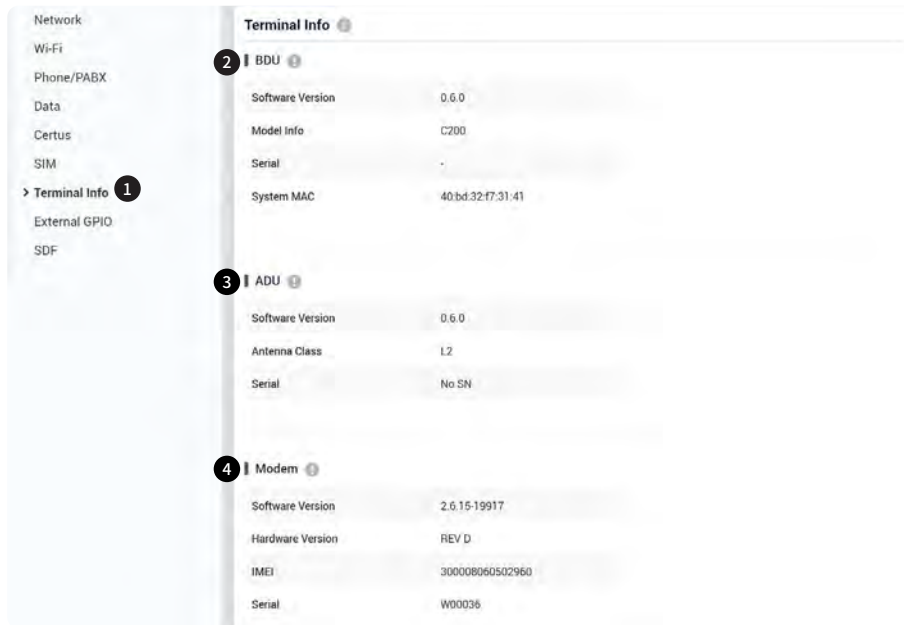 Network
Wi-Fi
Phone/PABX
Data
Certus
SIM
> Terminal Info 1
External GPIO
SDF
Terminal Info
2 BDU
Software Version 0.6.0
Model Info C200
Serial -
System MAC 40:bd:32:f7:31:41
3 ADU
Software Version 0.6.0
Antenna Class L2
Serial No SN
4 Modem
Software Version 2.6.15-19917
Hardware Version REV D
IMEI 300008060502960
Serial W00036